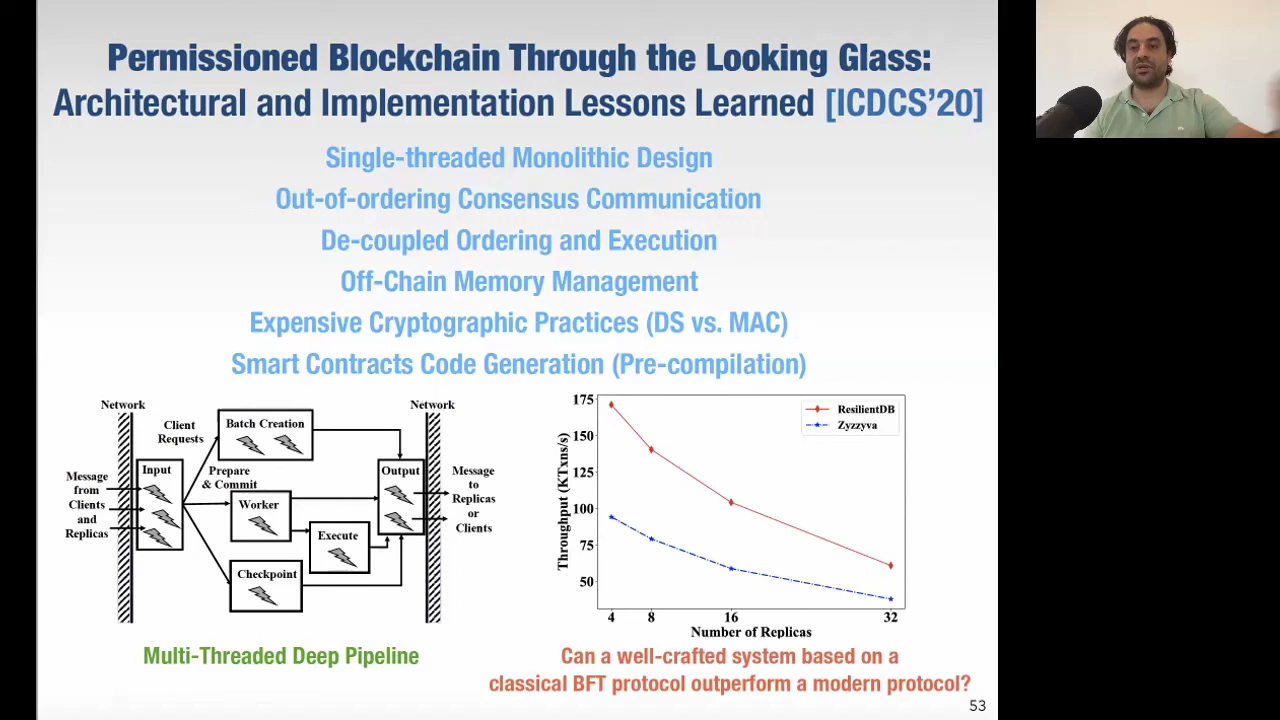 Permissioned Blockchain Through the Looking Glass:
Architectural and Implementation Lessons Learned [ICDCS'20]
Single-threaded Monolithic Design
Out-of-ordering Consensus Communication
De-coupled Ordering and Execution
Off-Chain Memory Management
Expensive Cryptographic Practices (DS vs. MAC)
Smart Contracts Code Generation (Pre-compilation)
Network
Network
Client
Requests
Batch Creation
Message
from
Clients
and
Replicas
Input
Prepare
& Commit
Worker
Execute
Checkpoint
Output
Message
to
Replicas
or
Clients
Multi-Threaded Deep Pipeline
Throughput (KTxns/s)
175
150
125
100
75
50
ResilientDB
Zyzzyva
4
8
16
32
Number of Replicas
Can a well-crafted system based on a
classical BFT protocol outperform a modern protocol?
53